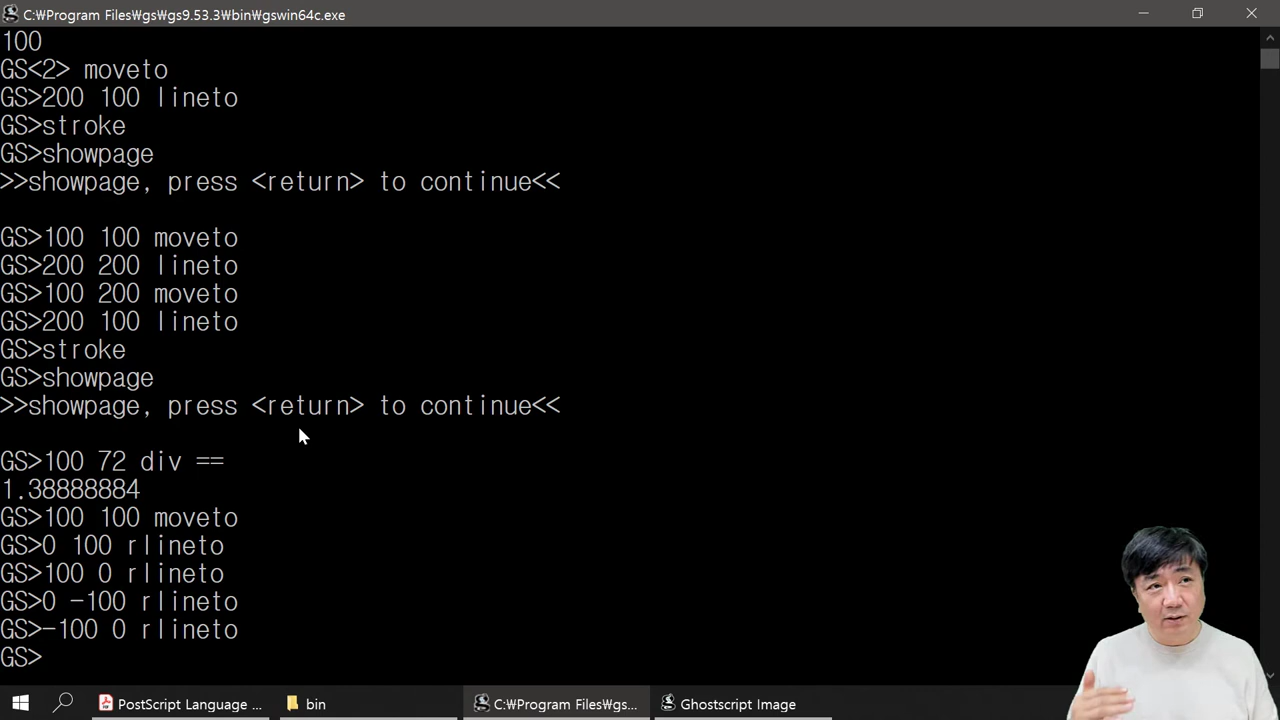 C:₩Program Files₩gs₩gs9.53.3₩bin₩gswin64c.exe
100
GS<2> moveto
GS>200 100 lineto
GS>stroke
GS>showpage
>>showpage, press <return> to continue<<
GS>100 100 moveto
GS>200 200 lineto
GS>100 200 moveto
GS>200 100 lineto
GS>stroke
GS>showpage
>>showpage, press <return> to continue<<
GS>100 72 div ==
1.38888884
GS>100 100 moveto
GS>0 100 rlineto
GS>100 0 rlineto
GS>0 -100 rlineto
GS>-100 0 rlineto
GS>
PostScript Language ... bin C:₩Program Files₩gs... Ghostscript Image